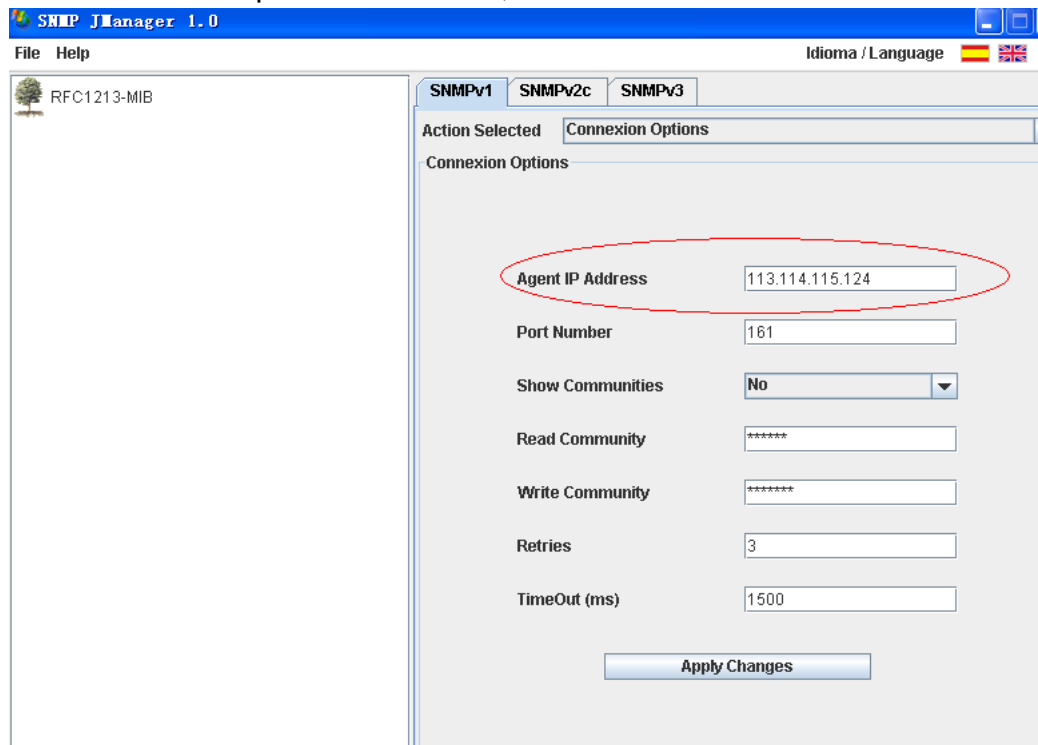 SNMP JManager 1.0
File Help Idioma / Language
RFC1213-MIB
SNMPv1 SNMPv2c SNMPv3
Action Selected Connexion Options
Connexion Options
Agent IP Address 113.114.115.124
Port Number 161
Show Communities No
Read Community ******
Write Community *******
Retries 3
TimeOut (ms) 1500
Apply Changes